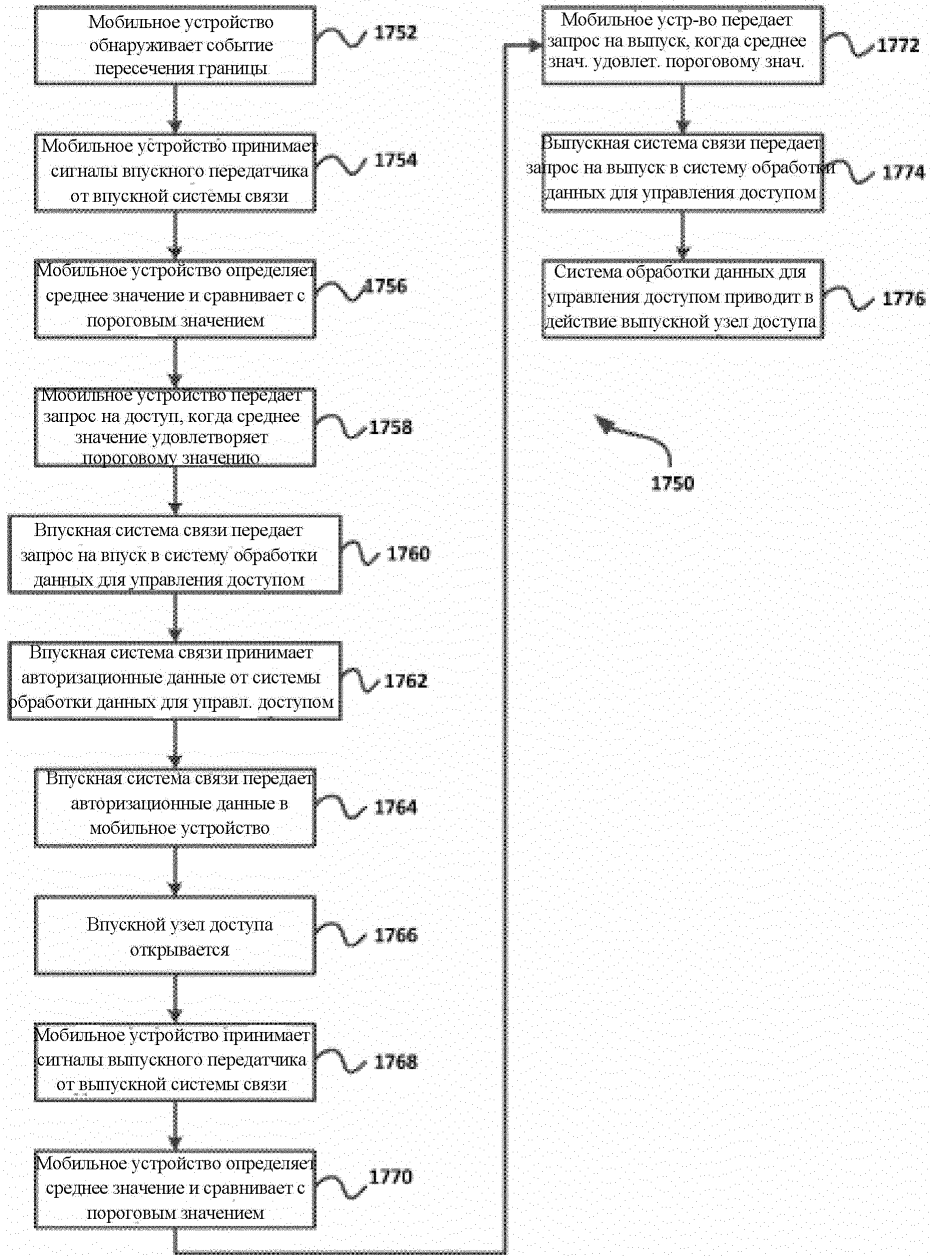 Мобильное устройство
обнаруживает событие
пересечения границы
1752
Мобильное устройство принимает
сигналы впускного передатчика
от впускной системы связи
1754
Мобильное устройство определяет
среднее значение и сравнивает с
пороговым значением
1756
Мобильное устройство передает
запрос на доступ, когда среднее
значение удовлетворяет
пороговому значению
1758
Впускная система связи передает
запрос на впуск в систему обработки
данных для управления доступом
1760
Впускная система связи принимает
авторизационные данные от системы
обработки данных для управл. доступом
1762
Впускная система связи передает
авторизационные данные в
мобильное устройство
1764
Впускной узел доступа
открывается
1766
Мобильное устройство принимает
сигналы выпускного передатчика
от выпускной системы связи
1768
Мобильное устройство определяет
среднее значение и сравнивает с
пороговым значением
1770
Мобильное устр-во передает
запрос на выпуск, когда среднее
знач. удовлет. пороговому знач.
1772
Выпускная система связи передает
запрос на выпуск в систему обработки
данных для управления доступом
1774
Система обработки данных для
управления доступом приводит в
действие выпускной узел доступа
1776
1750